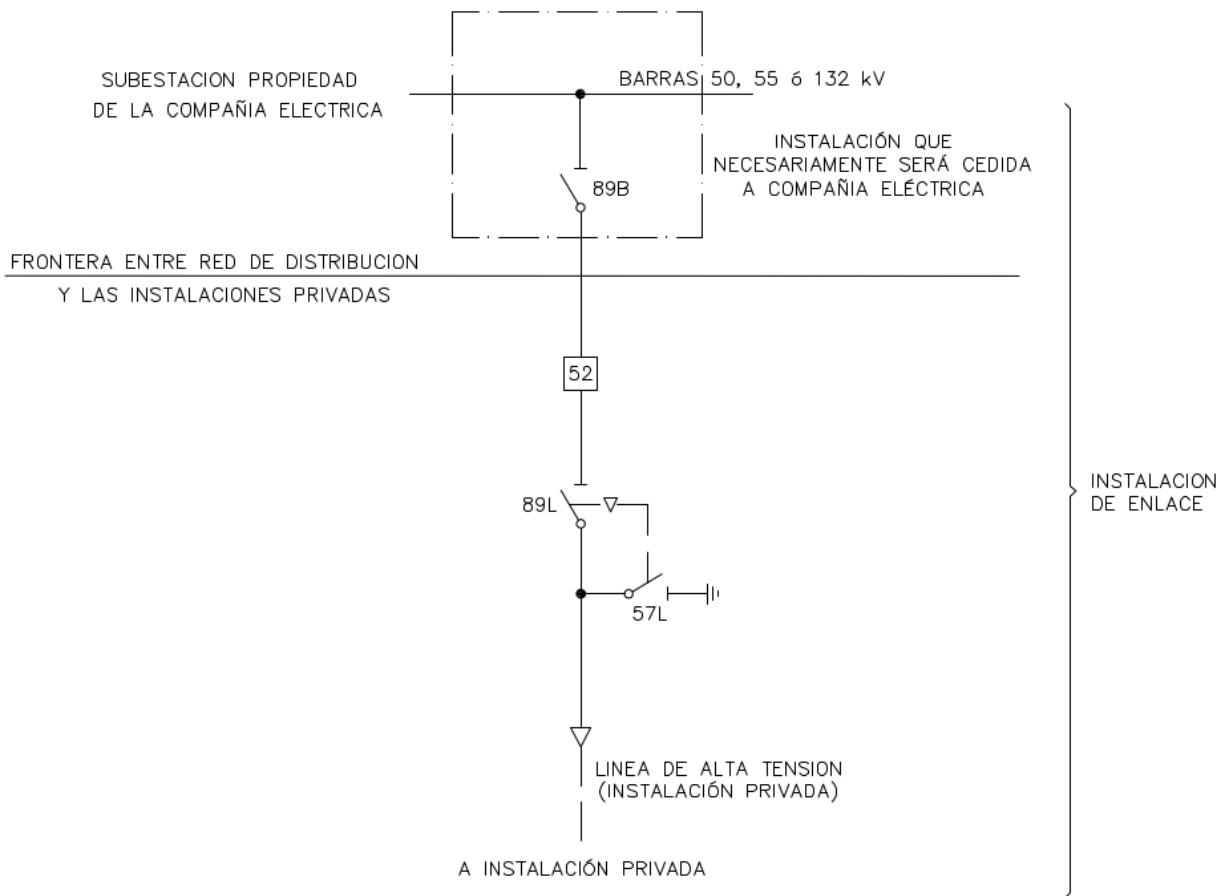 SUBESTACION PROPIEDAD
DE LA COMPAÑIA ELECTRICA
BARRAS 50, 55 ó 132 kV
INSTALACIÓN QUE
NECESARIAMENTE SERÁ CEDIDA
A COMPAÑIA ELÉCTRICA
89B
FRONTERA ENTRE RED DE DISTRIBUCION
Y LAS INSTALACIONES PRIVADAS
52
89L
INSTALACION
DE ENLACE
57L
LINEA DE ALTA TENSION
(INSTALACIÓN PRIVADA)
A INSTALACIÓN PRIVADA